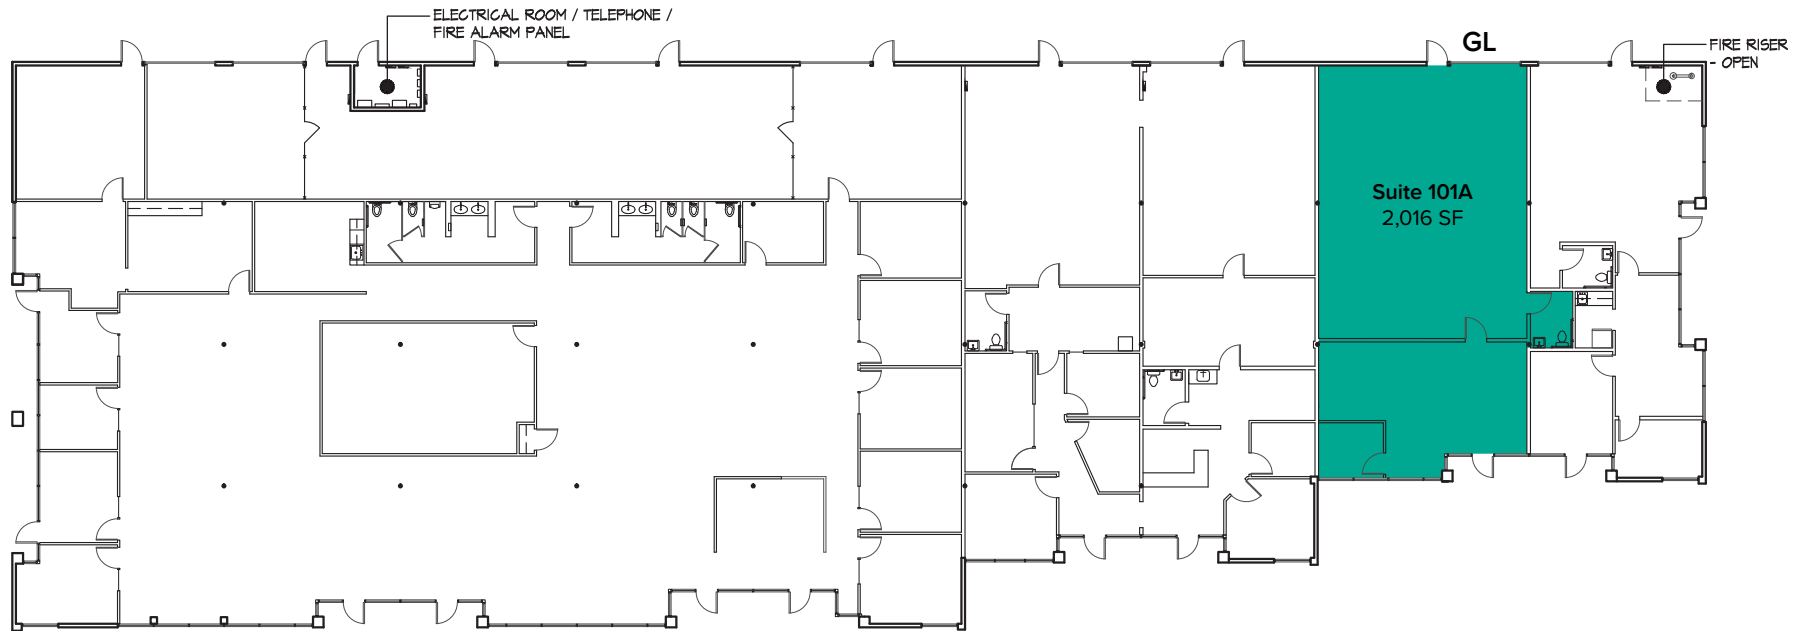 ELECTRICAL ROOM / TELEPHONE /
FIRE ALARM PANEL
GL
FIRE RISER
- OPEN
Suite 101A
2,016 SF